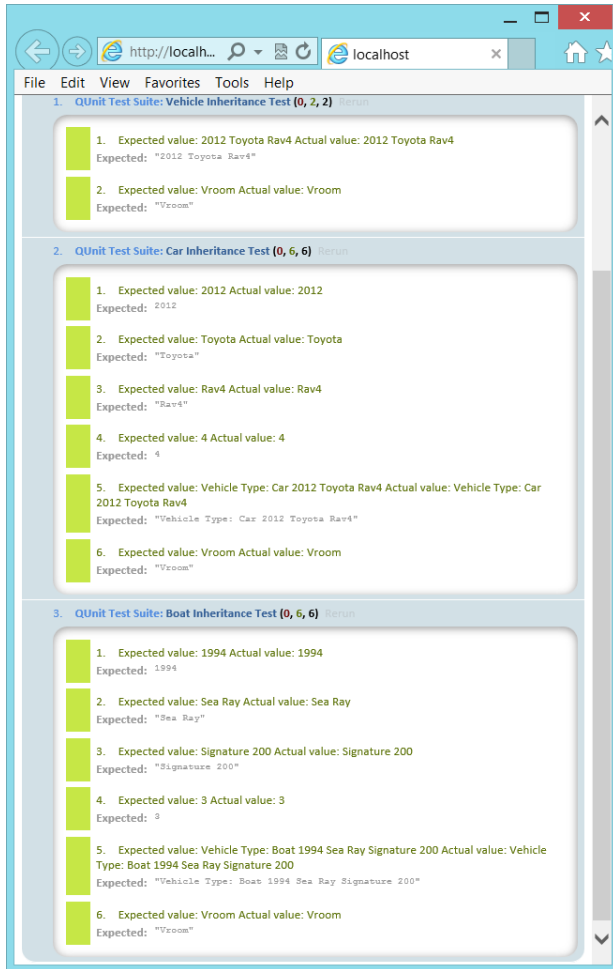 http://localh...
localhost
File Edit View Favorites Tools Help
1. QUnit Test Suite: Vehicle Inheritance Test (0, 2, 2) Rerun
1. Expected value: 2012 Toyota Rav4 Actual value: 2012 Toyota Rav4
Expected: "2012 Toyota Rav4"
2. Expected value: Vroom Actual value: Vroom
Expected: "Vroom"
2. QUnit Test Suite: Car Inheritance Test (0, 6, 6) Rerun
1. Expected value: 2012 Actual value: 2012
Expected: 2012
2. Expected value: Toyota Actual value: Toyota
Expected: "Toyota"
3. Expected value: Rav4 Actual value: Rav4
Expected: "Rav4"
4. Expected value: 4 Actual value: 4
Expected: 4
5. Expected value: Vehicle Type: Car 2012 Toyota Rav4 Actual value: Vehicle Type: Car
2012 Toyota Rav4
Expected: "Vehicle Type: Car 2012 Toyota Rav4"
6. Expected value: Vroom Actual value: Vroom
Expected: "Vroom"
3. QUnit Test Suite: Boat Inheritance Test (0, 6, 6) Rerun
1. Expected value: 1994 Actual value: 1994
Expected: 1994
2. Expected value: Sea Ray Actual value: Sea Ray
Expected: "Sea Ray"
3. Expected value: Signature 200 Actual value: Signature 200
Expected: "Signature 200"
4. Expected value: 3 Actual value: 3
Expected: 3
5. Expected value: Vehicle Type: Boat 1994 Sea Ray Signature 200 Actual value: Vehicle
Type: Boat 1994 Sea Ray Signature 200
Expected: "Vehicle Type: Boat 1994 Sea Ray Signature 200"
6. Expected value: Vroom Actual value: Vroom
Expected: "Vroom"